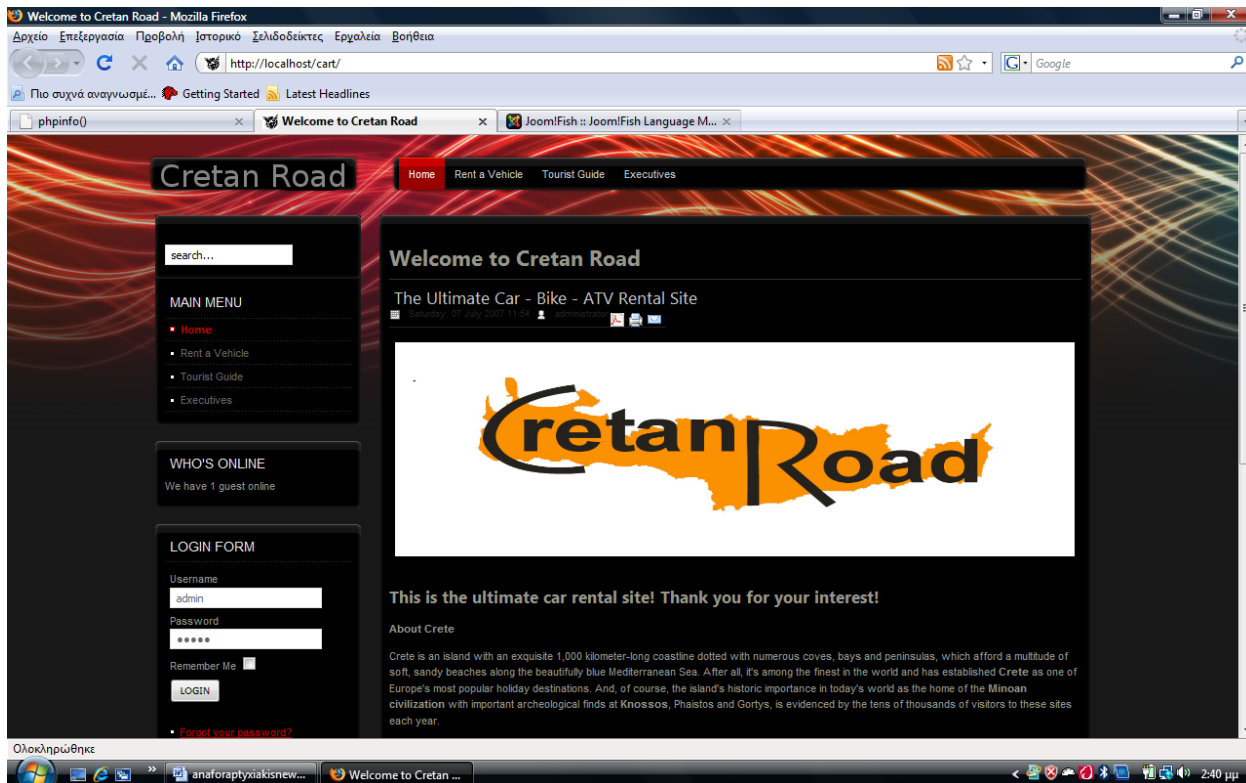 Welcome to Cretan Road - Mozilla Firefox
Αρχείο Επεξεργασία Προβολή Ιστορικό Σελιδοδείκτες Εργαλεία Βοήθεια
http://localhost/cart/
G Google
Πιο συχνά αναγνωσμέ... Getting Started Latest Headlines
phpinfo() Welcome to Cretan Road Joom!Fish :: Joom!Fish Language M...
Cretan Road
Home Rent a Vehicle Tourist Guide Executives
search...
MAIN MENU
Home
Rent a Vehicle
Tourist Guide
Executives
WHO'S ONLINE
We have 1 guest online
LOGIN FORM
Username
admin
Password
•••••
Remember Me
LOGIN
Forgot your password?
Welcome to Cretan Road
The Ultimate Car - Bike - ATV Rental Site
Saturday, 07 July 2007 11:54 administrator
Cretan Road
This is the ultimate car rental site! Thank you for your interest!
About Crete
Crete is an island with an exquisite 1,000 kilometer-long coastline dotted with numerous coves, bays and peninsulas, which afford a multitude of
soft, sandy beaches along the beautifully blue Mediterranean Sea. After all, it's among the finest in the world and has established Crete as one of
Europe's most popular holiday destinations. And, of course, the island's historic importance in today's world as the home of the Minoan
civilization with important archeological finds at Knossos, Phaistos and Gortys, is evidenced by the tens of thousands of visitors to these sites
each year.
Ολοκληρώθηκε
anaforaptyxiakisnew... Welcome to Cretan ... 2:40 μμ